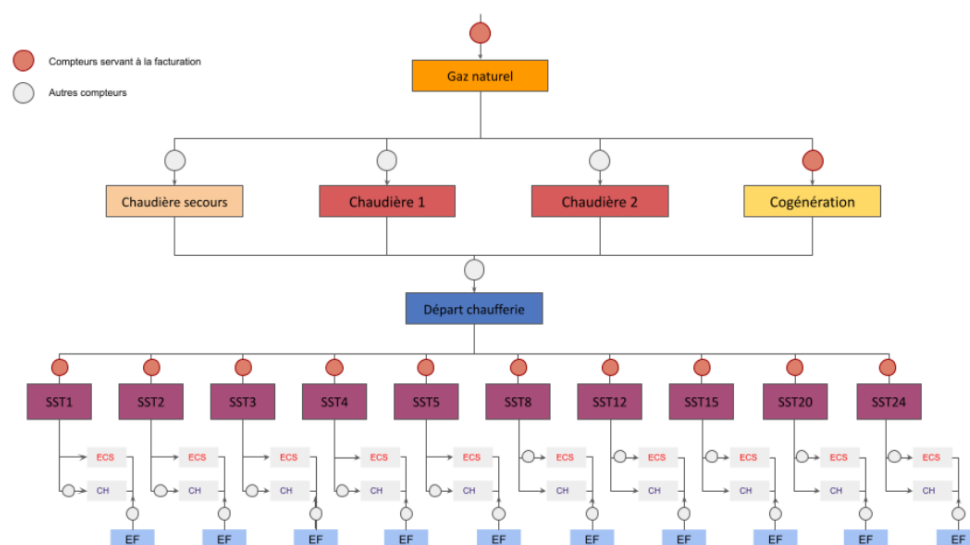 Compteurs servant à la facturation
Autres compteurs
Gaz naturel
Chaudière secours
Chaudière 1
Chaudière 2
Cogénération
Départ chaufferie
SST1
SST2
SST3
SST4
SST5
SST8
SST12
SST15
SST20
SST24
ECS
ECS
ECS
ECS
ECS
ECS
ECS
ECS
ECS
ECS
CH
CH
CH
CH
CH
CH
CH
CH
CH
CH
EF
EF
EF
EF
EF
EF
EF
EF
EF
EF